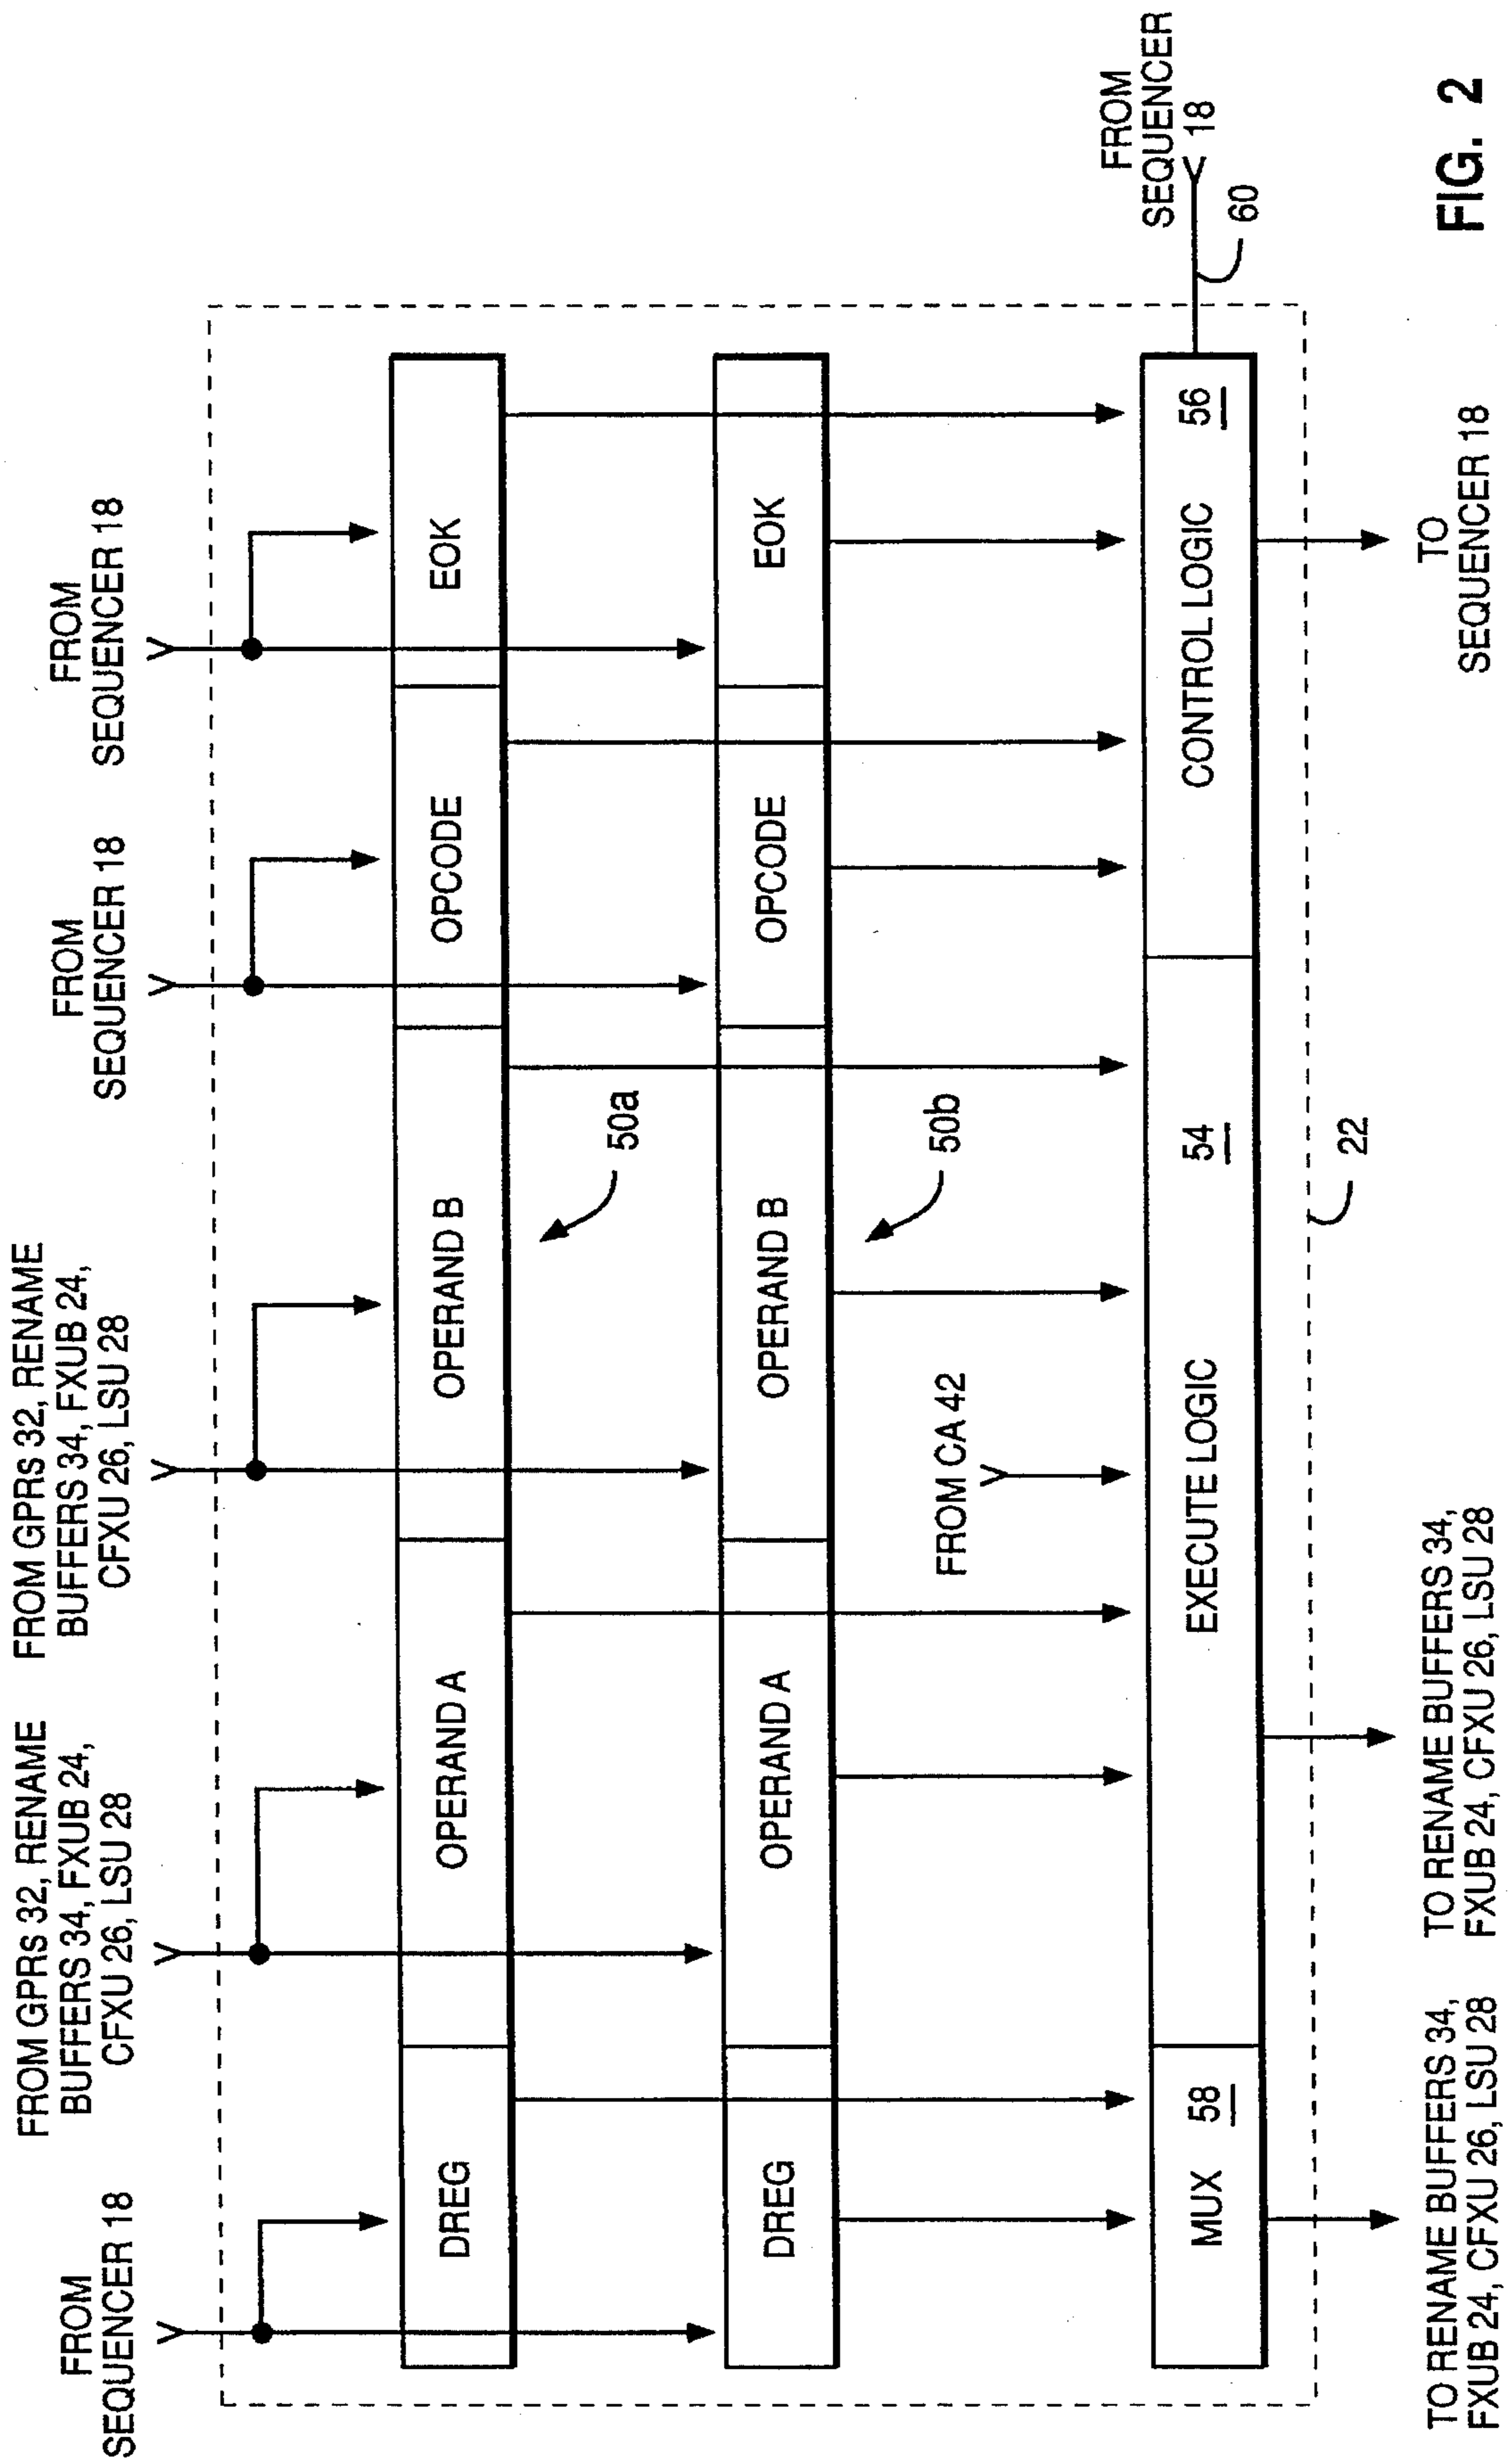 FROM
SEQUENCER 18
FROM GPRs 32, RENAME
BUFFERS 34, FXUB 24,
CFXU 26, LSU 28
FROM GPRs 32, RENAME
BUFFERS 34, FXUB 24,
CFXU 26, LSU 28
FROM
SEQUENCER 18
FROM
SEQUENCER 18
DREG
OPERAND A
OPERAND B
OPCODE
EOK
50a
DREG
OPERAND A
OPERAND B
OPCODE
EOK
50b
FROM CA 42
FROM
SEQUENCER
18
60
MUX
58
EXECUTE LOGIC
54
CONTROL LOGIC
56
22
TO RENAME BUFFERS 34,
FXUB 24, CFXU 26, LSU 28
TO RENAME BUFFERS 34,
FXUB 24, CFXU 26, LSU 28
TO
SEQUENCER 18
FIG. 2